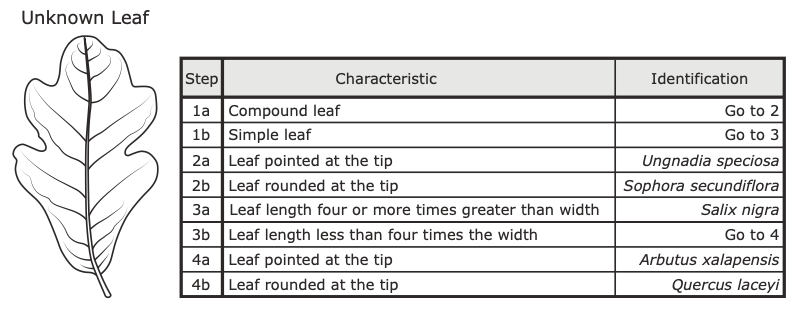 Unknown Leaf
Step Characteristic Identification
1a Compound leaf Go to 2
1b Simple leaf Go to 3
2a Leaf pointed at the tip Ungnadia speciosa
2b Leaf rounded at the tip Sophora secundiflora
3a Leaf length four or more times greater than width Salix nigra
3b Leaf length less than four times the width Go to 4
4a Leaf pointed at the tip Arbutus xalapensis
4b Leaf rounded at the tip Quercus laceyi